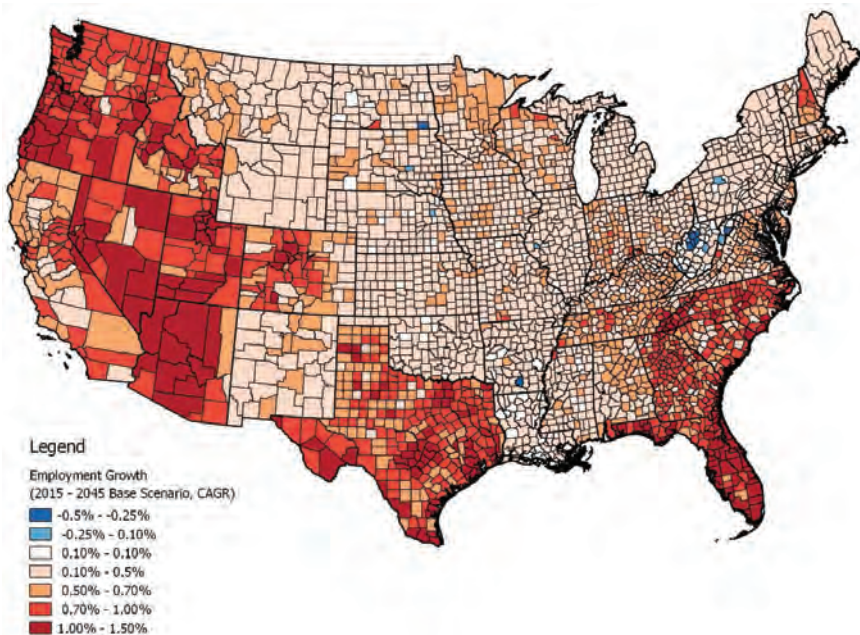 Legend
Employment Growth
(2015 - 2045 Base Scenario, CAGR)
-0.5% - -0.25%
-0.25% - 0.10%
0.10% - 0.10%
0.10% - 0.5%
0.50% - 0.70%
0.70% - 1.00%
1.00% - 1.50%